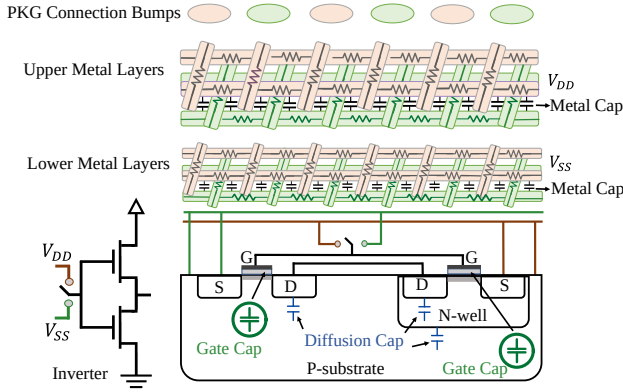 PKG Connection Bumps
Upper Metal Layers
V_DD
Metal Cap
Lower Metal Layers
V_SS
Metal Cap
V_DD
V_SS
Inverter
G
G
S
D
D
S
N-well
Diffusion Cap
Gate Cap
P-substrate
Gate Cap